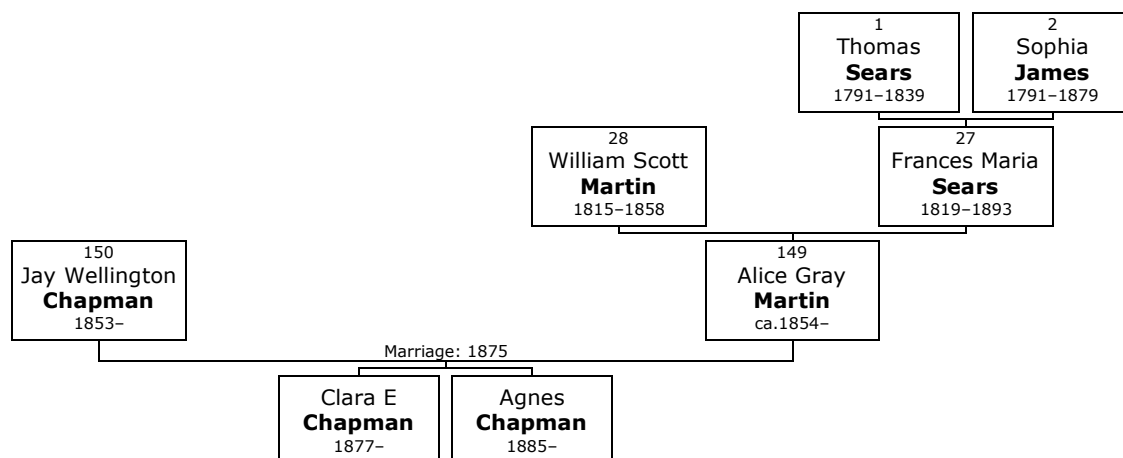 1
Thomas
Sears
1791–1839
2
Sophia
James
1791–1879
28
William Scott
Martin
1815–1858
27
Frances Maria
Sears
1819–1893
150
Jay Wellington
Chapman
1853–
149
Alice Gray
Martin
ca.1854–
Marriage: 1875
Clara E
Chapman
1877–
Agnes
Chapman
1885–